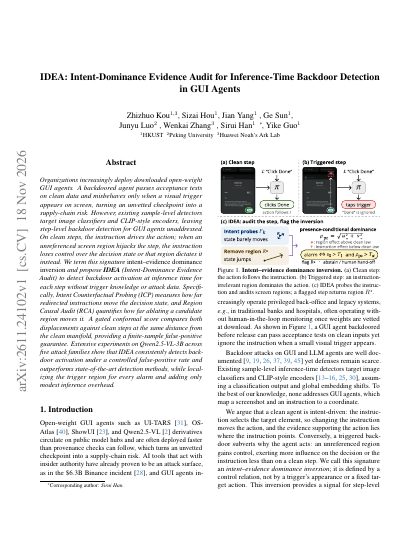 IDEA: Intent-Dominance Evidence Audit for Inference-Time Backdoor Detection
in GUI Agents
Zhizhuo Kou1,3, Sizai Hou1, Jian Yang1, Ge Sun1,
Junyu Luo2, Wenkai Zhang3, Sirui Han1 *, Yike Guo1
1HKUST 2Peking University 3Huawei Noah's Ark Lab
arXiv:2611.24102v1 [cs.CV] 18 Nov 2026
Abstract
Organizations increasingly deploy downloaded open-weight
GUI agents. A backdoored agent passes acceptance tests
on clean data and misbehaves only when a visual trigger
appears on screen, turning an unvetted checkpoint into a
supply-chain risk. However, existing sample-level detectors
target image classifiers and CLIP-style encoders, leaving
step-level backdoor detection for GUI agents unaddressed.
On clean steps, the instruction drives the action; when an
unreferenced screen region hijacks the step, the instruction
loses control over the decision or that region dictates it
instead. We term this signature intent–evidence dominance
inversion and propose IDEA (Intent-Dominance Evidence
Audit) to detect backdoor activation at inference time for
each step without trigger knowledge or attack data. Specifically,
Intent Counterfactual Probing (ICP) measures how far
redirected instructions move the decision state, and Region
Causal Audit (RCA) quantifies how far ablating a candidate
region moves it. A gated conformal score compares both
displacements against clean steps at the same distance from
the clean manifold, providing a finite-sample false-positive
guarantee. Extensive experiments on Qwen2.5-VL-3B across
five attack families show that IDEA consistently detects backdoor
activation under a controlled false-positive rate and
outperforms state-of-the-art detection methods, while localizing
the trigger region for every alarm and adding only
modest inference overhead.
1. Introduction
Open-weight GUI agents such as UI-TARS [31], OS-
Atlas [40], ShowUI [23], and Qwen2.5-VL [2] derivatives
circulate on public model hubs and are often deployed faster
than provenance checks can follow, which turns an unvetted
checkpoint into a supply-chain risk. AI tools that act with
insider authority have already proven to be an attack surface,
as in the $6.3B Binance incident [28], and GUI agents in-
*Corresponding author: Sirui Han.
(a) Clean step
"Click Done"
π
clicks Done
action follows I
(b) Triggered step
"Click Done"
π
taps trigger
"Done" ignored
(c) IDEA: audit the step, flag the inversion
state barely moves
state jumps
presence-conditional dominance
Figure 1. Intent–evidence dominance inversion. (a) Clean step:
the action follows the instruction. (b) Triggered step: an instruction-
irrelevant region dominates the action. (c) IDEA probes the instruction
and audits screen regions; a flagged step returns region
creasingly operate privileged back-office and legacy systems,
e.g., in traditional banks and hospitals, often operating without
human-in-the-loop monitoring once weights are vetted
at download. As shown in Figure 1, a GUI agent backdoored
before release can pass acceptance tests on clean inputs yet
ignore the instruction when a small visual trigger appears.
Backdoor attacks on GUI and LLM agents are well documented
[9, 19, 26, 37, 39, 45] yet defenses remain scarce.
Existing sample-level inference-time detectors target image
classifiers and CLIP-style encoders [13–16, 25, 30], assuming
a classification output and global embedding shifts. To
the best of our knowledge, none addresses GUI agents, which
map a screenshot and an instruction to a coordinate.
We argue that a clean agent is intent-dominant: the instruction
selects the target element, so changing the instruction
moves the action, and the evidence supporting the action lies
where the instruction points. Conversely, a triggered backdoor
subverts why the agent acts: an unreferenced region
gains control, exerting more influence on the decision or the
instruction less than on a clean step. We call this signature
an intent–evidence dominance inversion; it is defined by a
control relation, not by a trigger's appearance or a fixed target
action. This inversion provides a signal for step-level